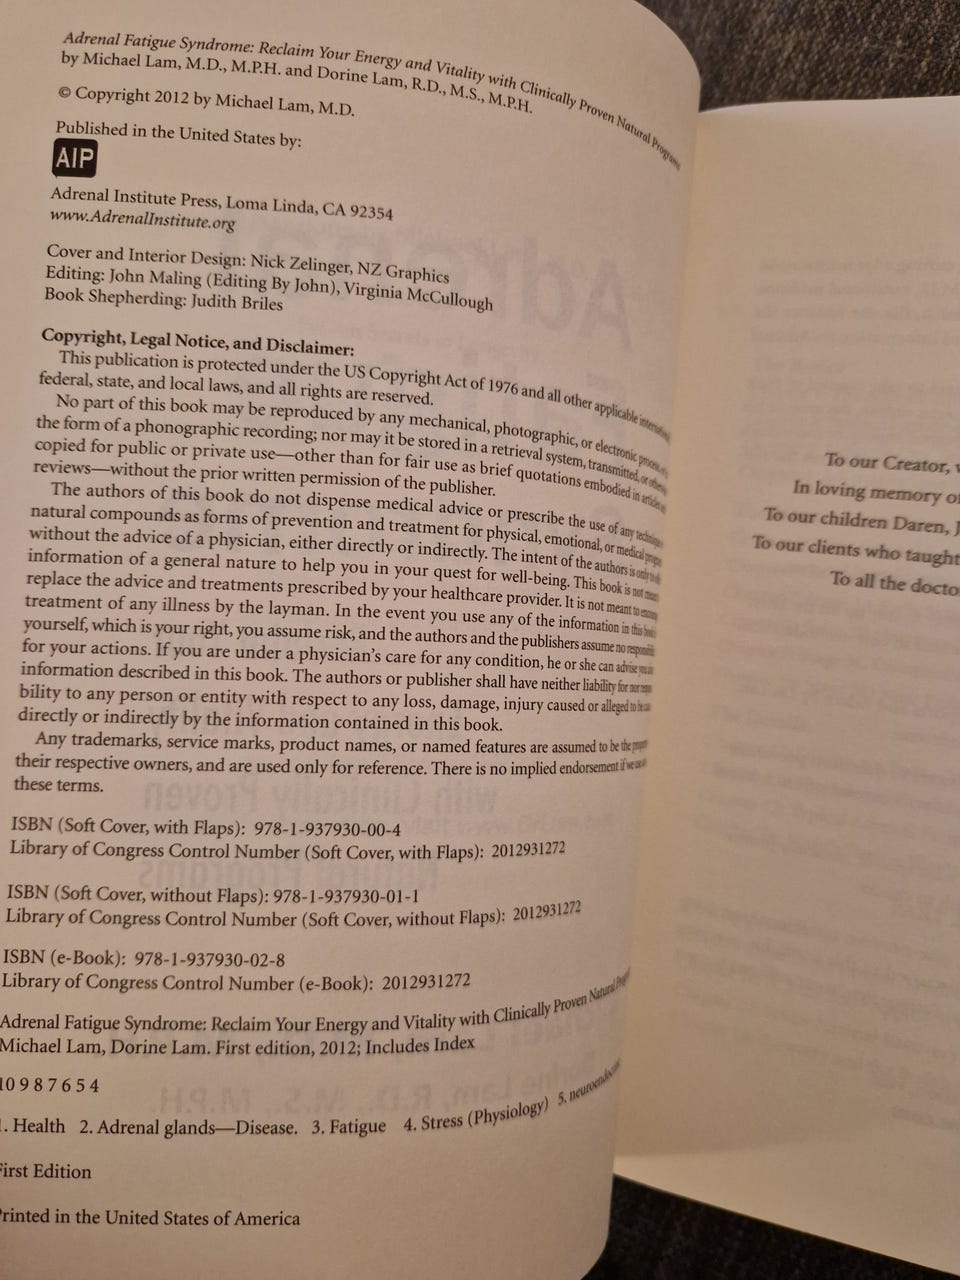 Adrenal Fatigue Syndrome: Reclaim Your Energy and Vitality with Clinically Proven Natural Programs
by Michael Lam, M.D., M.P.H. and Dorine Lam, R.D., M.S., M.P.H.
© Copyright 2012 by Michael Lam, M.D.
Published in the United States by:
AIP
Adrenal Institute Press, Loma Linda, CA 92354
www.AdrenalInstitute.org
Cover and Interior Design: Nick Zelinger, NZ Graphics
Editing: John Maling (Editing By John), Virginia McCullough
Book Shepherding: Judith Briles
Copyright, Legal Notice, and Disclaimer:
This publication is protected under the US Copyright Act of 1976 and all other applicable
federal, state, and local laws, and all rights are reserved.
No part of this book may be reproduced by any mechanical, photographic, or electronic
the form of a phonographic recording; nor may it be stored in a retrieval system, transmitted, or
copied for public or private use—other than for fair use as brief quotations embodied in
reviews—without the prior written permission of the publisher.
The authors of this book do not dispense medical advice or prescribe the use of any
natural compounds as forms of prevention and treatment for physical, emotional, or medical
without the advice of a physician, either directly or indirectly. The intent of the authors is only
information of a general nature to help you in your quest for well-being. This book is not
replace the advice and treatments prescribed by your healthcare provider. It is not meant to
treatment of any illness by the layman. In the event you use any of the information in this
yourself, which is your right, you assume risk, and the authors and the publishers assume no
for your actions. If you are under a physician's care for any condition, he or she can advise
information described in this book. The authors or publisher shall have neither liability for nor
bility to any person or entity with respect to any loss, damage, injury caused or alleged to be
directly or indirectly by the information contained in this book.
Any trademarks, service marks, product names, or named features are assumed to be the
their respective owners, and are used only for reference. There is no implied endorsement if
these terms.
ISBN (Soft Cover, with Flaps): 978-1-937930-00-4
Library of Congress Control Number (Soft Cover, with Flaps): 2012931272
ISBN (Soft Cover, without Flaps): 978-1-937930-01-1
Library of Congress Control Number (Soft Cover, without Flaps): 2012931272
ISBN (e-Book): 978-1-937930-02-8
Library of Congress Control Number (e-Book): 2012931272
Adrenal Fatigue Syndrome: Reclaim Your Energy and Vitality with Clinically Proven Natural
Michael Lam, Dorine Lam. First edition, 2012; Includes Index
10 9 8 7 6 5 4
1. Health 2. Adrenal glands—Disease. 3. Fatigue 4. Stress (Physiology) 5.
First Edition
Printed in the United States of America
To our Creator,
In loving memory of
To our children Daren,
To our clients who taught
To all the